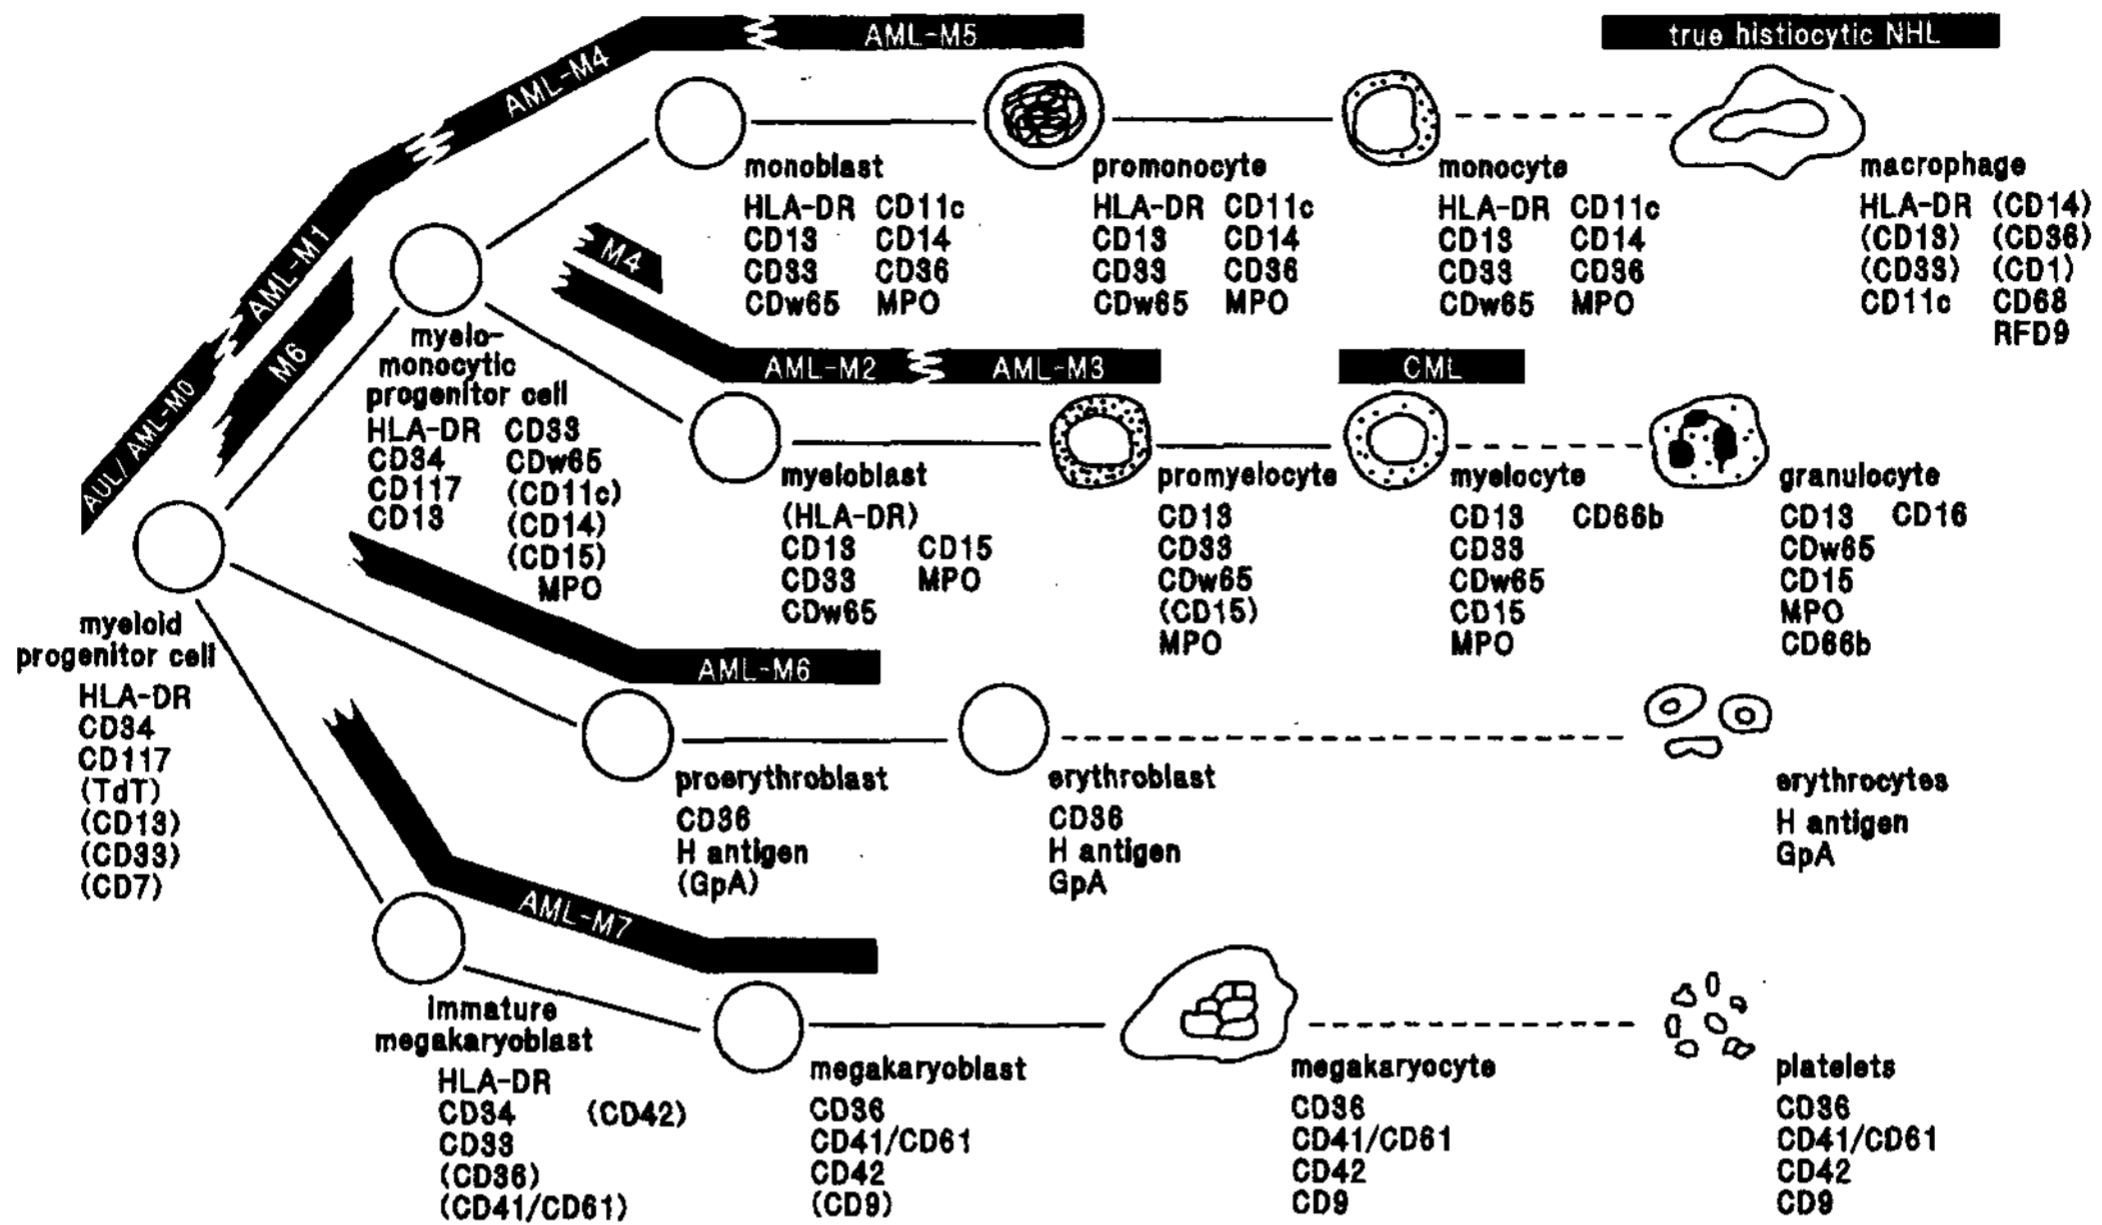 AML-M5
true histiocytic NHL
AML-M4
AML-M1
AUL/AML-M0
M6
monoblast
HLA-DR CD11c
CD13 CD14
CD33 CD36
CDw65 MPO
promonocyte
HLA-DR CD11c
CD13 CD14
CD33 CD36
CDw65 MPO
monocyte
HLA-DR CD11c
CD13 CD14
CD33 CD36
CDw65 MPO
macrophage
HLA-DR (CD14)
(CD13) (CD36)
(CD33) (CD1)
CD11c CD68
RFD9
M4
AML-M2
AML-M3
CML
myelo-
monocytic
progenitor cell
HLA-DR CD33
CD34 CDw65
CD117 (CD11c)
CD13 (CD14)
(CD15)
MPO
myeloblast
(HLA-DR)
CD13 CD15
CD33 MPO
CDw65
promyelocyte
CD13
CD33
CDw65
(CD15)
MPO
myelocyte
CD13 CD66b
CD33
CDw65
CD15
MPO
granulocyte
CD13 CD16
CDw65
CD15
MPO
CD66b
myeloid
progenitor cell
HLA-DR
CD34
CD117
(TdT)
(CD13)
(CD33)
(CD7)
AML-M6
proerythroblast
CD36
H antigen
(GpA)
erythroblast
CD36
H antigen
GpA
erythrocytes
H antigen
GpA
AML-M7
immature
megakaryoblast
HLA-DR
CD34 (CD42)
CD33
(CD36)
(CD41/CD61)
megakaryoblast
CD36
CD41/CD61
CD42
(CD9)
megakaryocyte
CD36
CD41/CD61
CD42
CD9
platelets
CD36
CD41/CD61
CD42
CD9